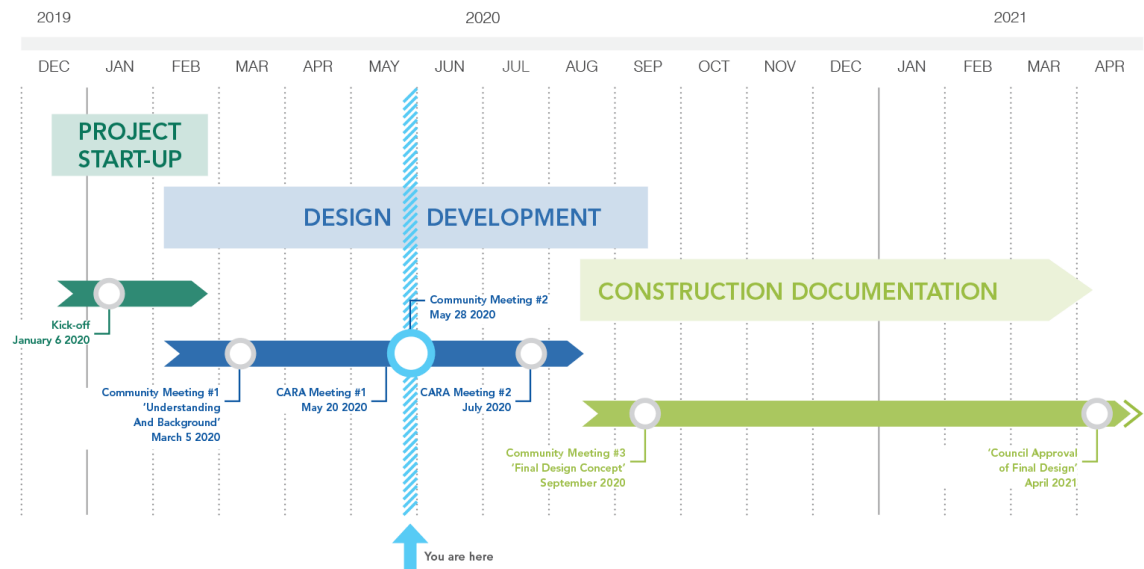 2019
2020
2021
DEC JAN FEB MAR APR MAY JUN JUL AUG SEP OCT NOV DEC JAN FEB MAR APR
PROJECT
START-UP
DESIGN DEVELOPMENT
CONSTRUCTION DOCUMENTATION
Kick-off
January 6 2020
Community Meeting #2
May 28 2020
Community Meeting #1
'Understanding
And Background'
March 5 2020
CARA Meeting #1
May 20 2020
CARA Meeting #2
July 2020
Community Meeting #3
'Final Design Concept'
September 2020
'Council Approval
of Final Design'
April 2021
You are here